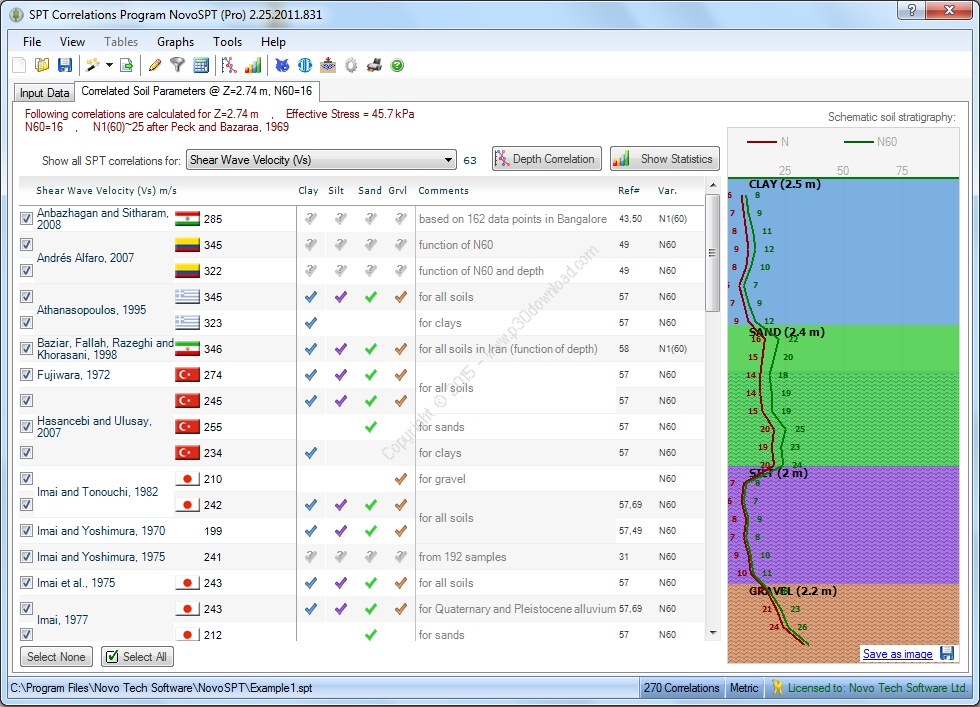 SPT Correlations Program NovoSPT (Pro) 2.25.2011.831
File View Tables Graphs Tools Help
Input Data Correlated Soil Parameters @ Z=2.74 m, N60=16
Following correlations are calculated for Z=2.74 m , Effective Stress = 45.7 kPa
N60=16 , N1(60)~25 after Peck and Bazaraa, 1969
Show all SPT correlations for: Shear Wave Velocity (Vs) 63 Depth Correlation Show Statistics
Shear Wave Velocity (Vs) m/s Clay Silt Sand Grvl Comments Ref# Var.
Anbazhagan and Sitharam, 2008 285 based on 162 data points in Bangalore 43,50 N1(60)
Andrés Alfaro, 2007
345 function of N60 49 N60
322 function of N60 and depth 49 N60
Athanasopoulos, 1995
345 for all soils 57 N60
323 for clays 57 N60
Baziar, Fallah, Razeghi and Khorasani, 1998 346 for all soils in Iran (function of depth) 58 N1(60)
Fujiwara, 1972 274 for all soils 57 N60
Hasancebi and Ulusay, 2007
245 57 N60
255 for sands 57 N60
234 for clays 57 N60
Imai and Tonouchi, 1982
210 for gravel N60
242 for all soils 57,69 N60
Imai and Yoshimura, 1970 199 57,49 N60
Imai and Yoshimura, 1975 241 from 192 samples 31 N60
Imai et al., 1975 243 for all soils 57 N60
Imai, 1977
243 for Quaternary and Pleistocene alluvium 57,69 N60
212 for sands 57 N60
Select None Select All
Copyright © 2015 - www.p30download.com
Schematic soil stratigraphy:
N N60
25 50 75
CLAY (2.5 m)
6 8
7 9
8 11
9 12
8 10
7
7 9
9 12
SAND (2.4 m)
16 22
15 20
14 18
14 19
15 19
20 25
19 23
20 24
SILT (2 m)
7 8
5 7
8 9
7 8
9 10
10 11
GRAVEL (2.2 m)
21 23
24 26
Save as image
C:\Program Files\Novo Tech Software\NovoSPT\Example1.spt 270 Correlations Metric Licensed to: Novo Tech Software Ltd.